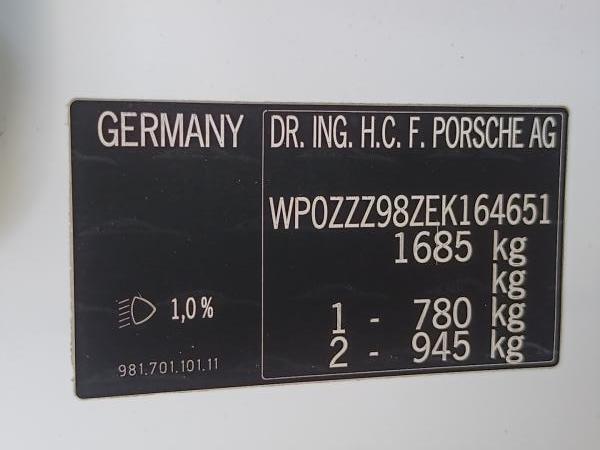 GERMANY
DR. ING. H.C. F. PORSCHE AG
WP0ZZZ98ZEK164651
1685 kg
kg
1 - 780 kg
2 - 945 kg
1,0%
981.701.101.11